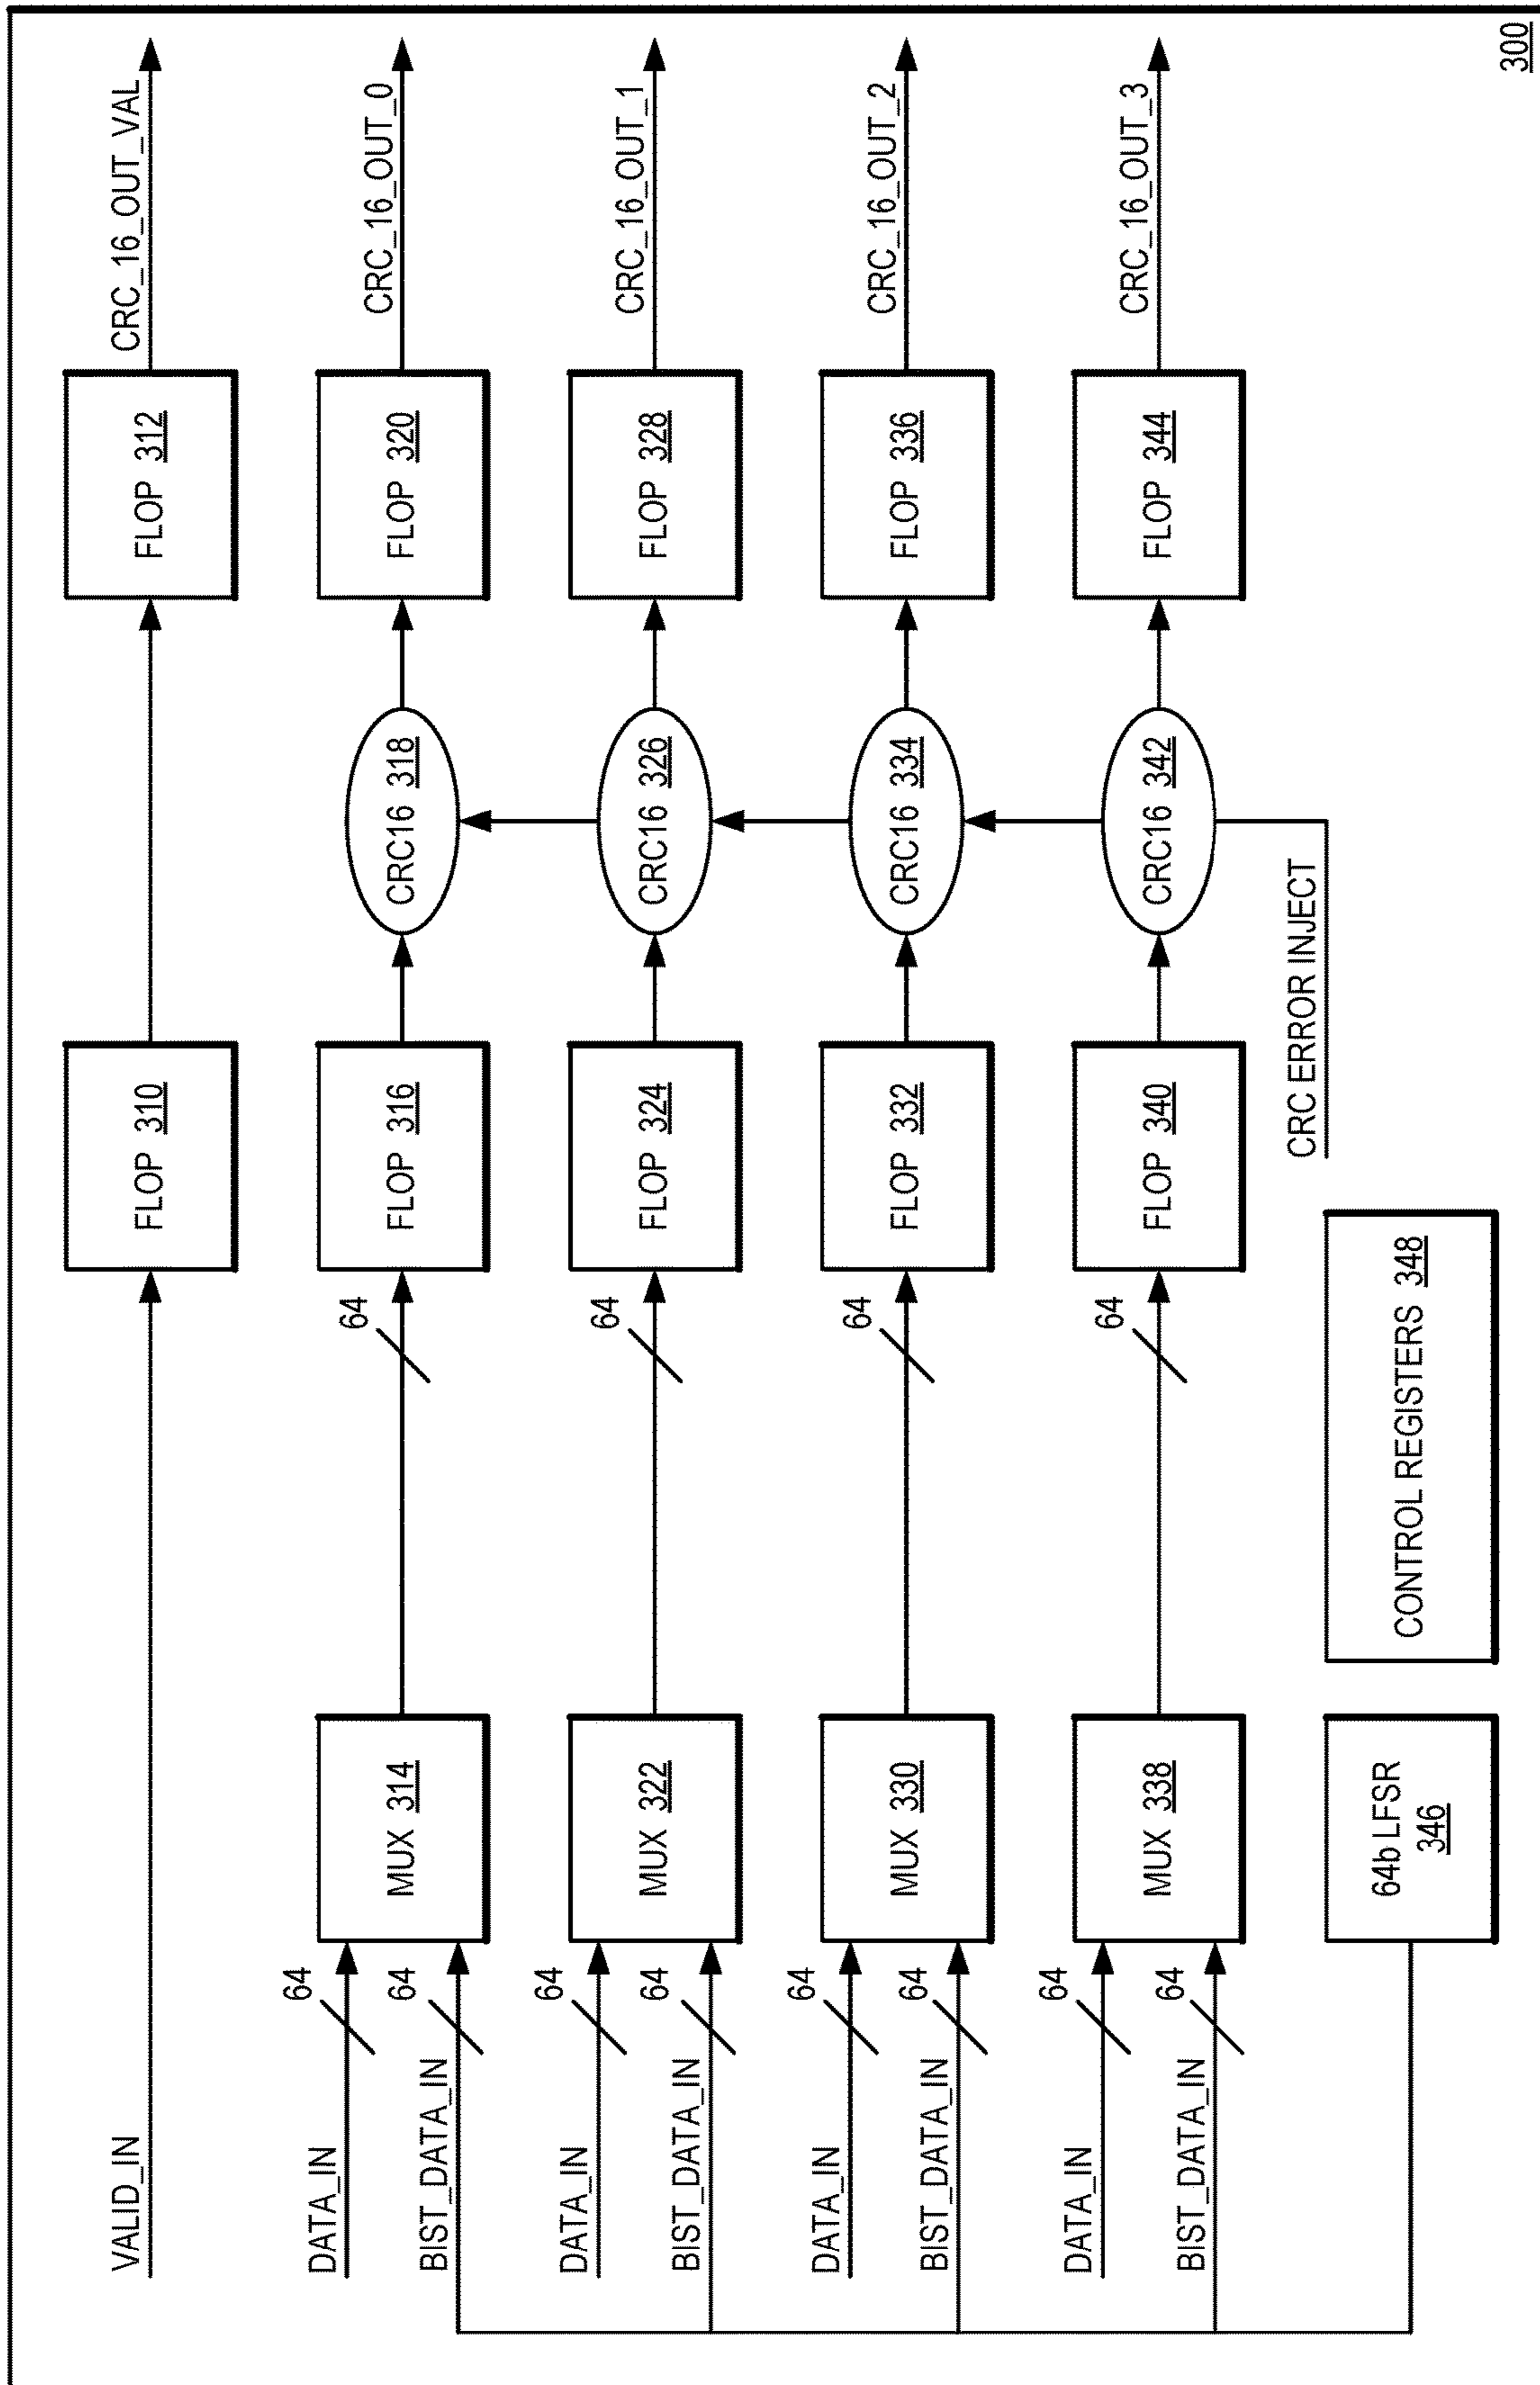 VALID_IN
FLOP 310
FLOP 312
CRC_16_OUT_VAL
DATA_IN
64
BIST_DATA_IN
64
MUX 314
64
FLOP 316
CRC16 318
FLOP 320
CRC_16_OUT_0
DATA_IN
64
BIST_DATA_IN
64
MUX 322
64
FLOP 324
CRC16 326
FLOP 328
CRC_16_OUT_1
DATA_IN
64
BIST_DATA_IN
64
MUX 330
64
FLOP 332
CRC16 334
FLOP 336
CRC_16_OUT_2
DATA_IN
64
BIST_DATA_IN
64
MUX 338
64
FLOP 340
CRC16 342
FLOP 344
CRC_16_OUT_3
CRC ERROR INJECT
64b LFSR
346
CONTROL REGISTERS 348
300